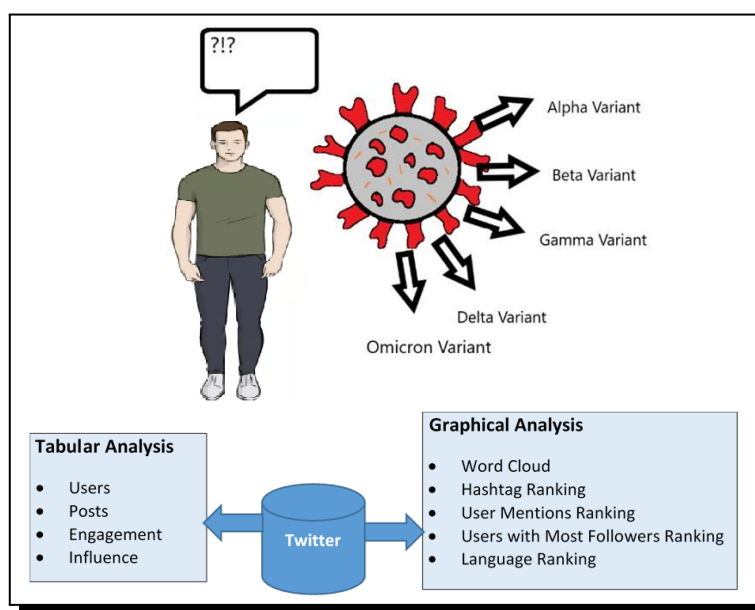 ?!?
Alpha Variant
Beta Variant
Gamma Variant
Delta Variant
Omicron Variant
Tabular Analysis
• Users
• Posts
• Engagement
• Influence
Twitter
Graphical Analysis
• Word Cloud
• Hashtag Ranking
• User Mentions Ranking
• Users with Most Followers Ranking
• Language Ranking